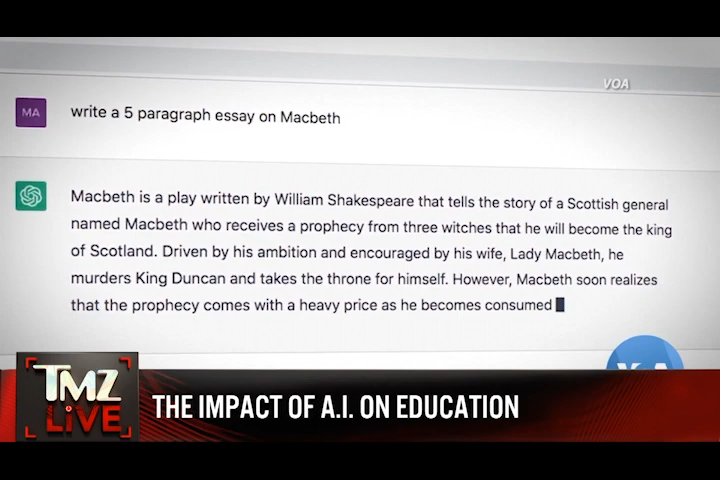 VOA
MA
write a 5 paragraph essay on Macbeth
Macbeth is a play written by William Shakespeare that tells the story of a Scottish general
named Macbeth who receives a prophecy from three witches that he will become the king
of Scotland. Driven by his ambition and encouraged by his wife, Lady Macbeth, he
murders King Duncan and takes the throne for himself. However, Macbeth soon realizes
that the prophecy comes with a heavy price as he becomes consumed
TMZ
LIVE
THE IMPACT OF A.I. ON EDUCATION